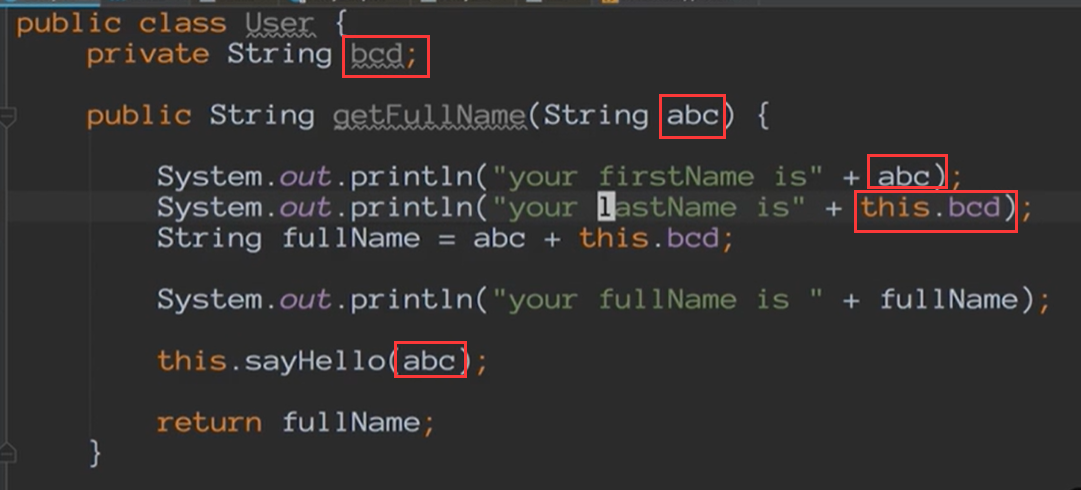 public class User {
private String bcd;
public String getFullName(String abc) {
System.out.println("your firstName is" + abc);
System.out.println("your lastName is" + this.bcd);
String fullName = abc + this.bcd;
System.out.println("your fullName is " + fullName);
this.sayHello(abc);
return fullName;
}